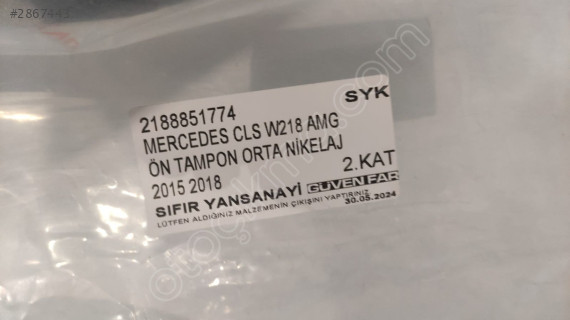 #2867443
SYK
2188851774
MERCEDES CLS W218 AMG
ÖN TAMPON ORTA NİKELAJ
2015 2018
2.KAT
SIFIR YANSANAYİ GÜVEN FAR
LÜTFEN ALDIĞINIZ MALZEMENİN ÇIKIŞINI YAPTIRINIZ
30.05.2024